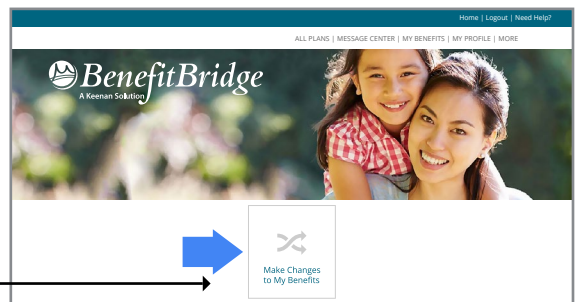 Home | Logout | Need Help?
ALL PLANS | MESSAGE CENTER | MY BENEFITS | MY PROFILE | MORE
BenefitBridge
A Keenan Solution
Make Changes
to My Benefits